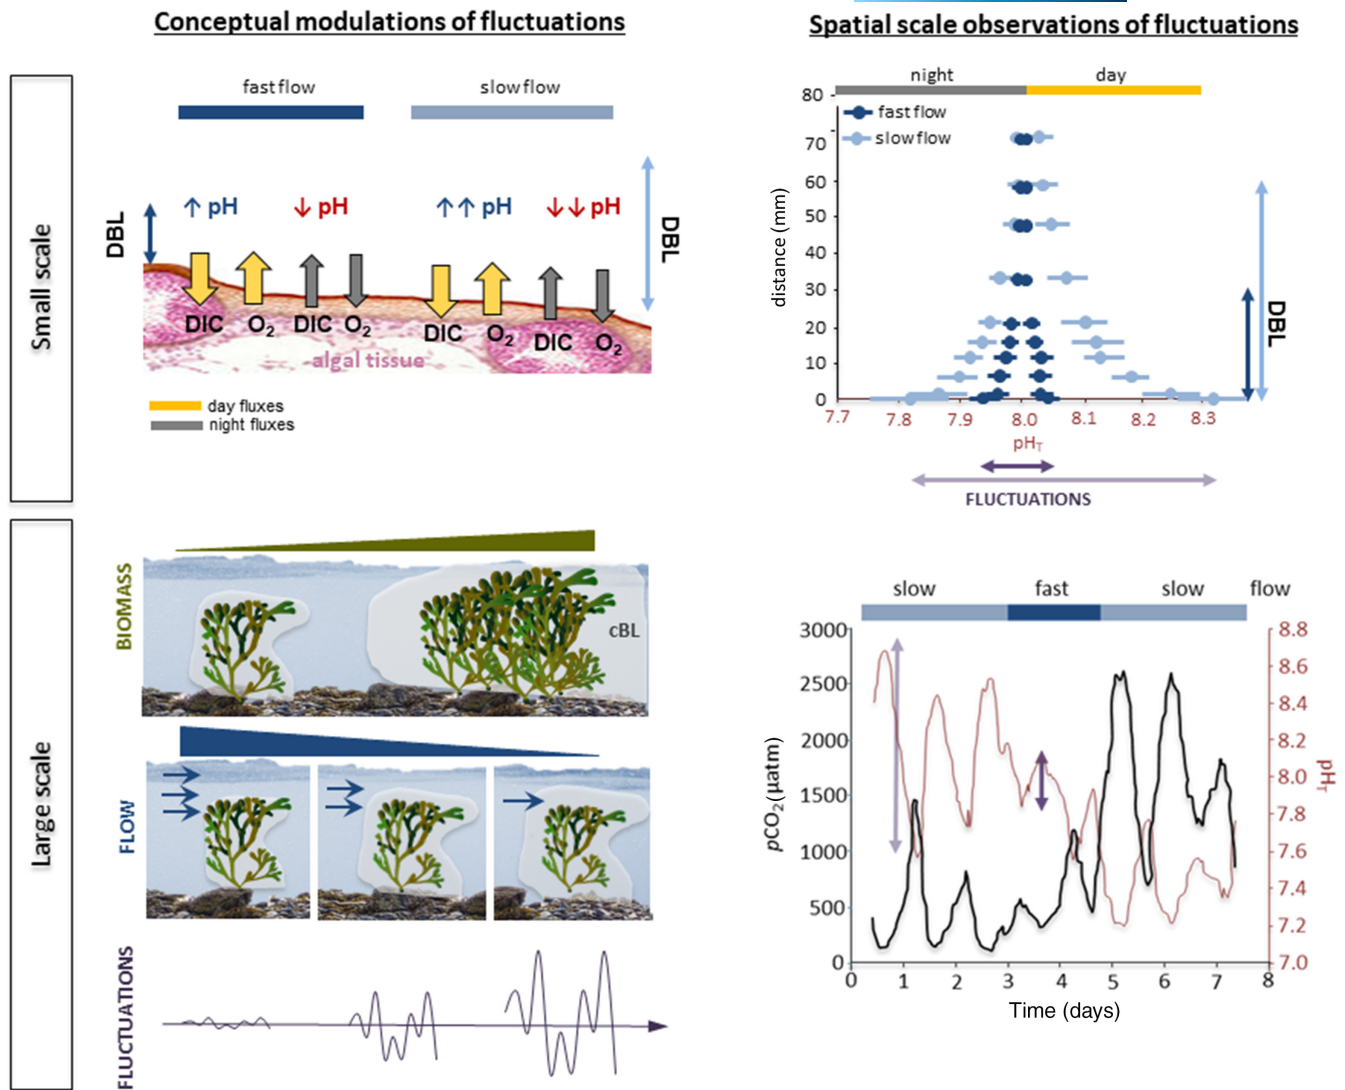 Conceptual modulations of fluctuations
Spatial scale observations of fluctuations
Small scale
fast flow
slow flow
DBL
↑ pH
↓ pH
↑↑ pH
↓↓ pH
DBL
DIC
O2
DIC
O2
DIC
O2
DIC
O2
algal tissue
day fluxes
night fluxes
night
day
fast flow
slow flow
distance (mm)
80
70
60
50
40
30
20
10
0
7.7
7.8
7.9
8.0
8.1
8.2
8.3
pHT
DBL
FLUCTUATIONS
Large scale
BIOMASS
cBL
FLOW
FLUCTUATIONS
slow
fast
slow
flow
pCO2 (µatm)
3000
2500
2000
1500
1000
500
0
8.8
8.6
8.4
8.2
8.0
7.8
7.6
7.4
7.2
7.0
pHT
0
1
2
3
4
5
6
7
8
Time (days)